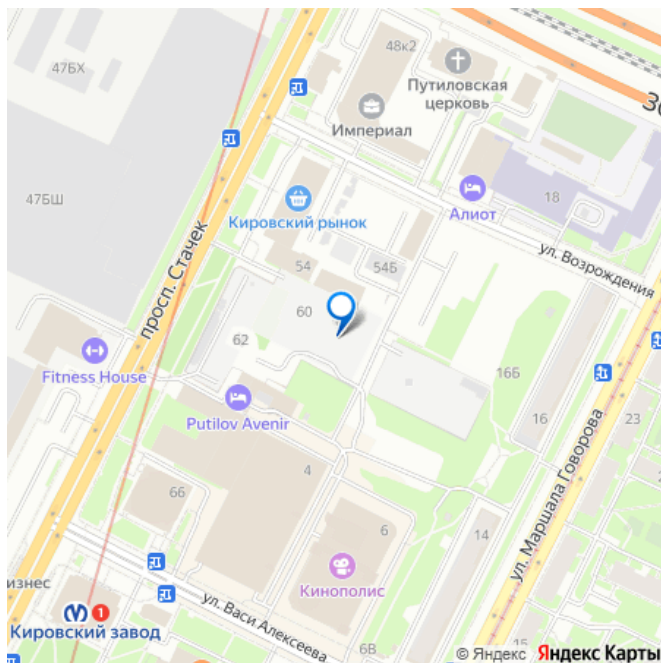 48к2
47БХ
Путиловская
церковь
Империал
18
Алиот
47БШ
Кировский рынок
ул. Возрождения
просп. Стачек
54
54Б
60
62
Fitness House
16Б
Putilov Avenir
16
23
ул. Маршала Говорова
4
66
14
6
Кинополис
ул. Васи Алексеева
изнес
1
Кировский завод
6В
15
© Яндекс Яндекс Карты